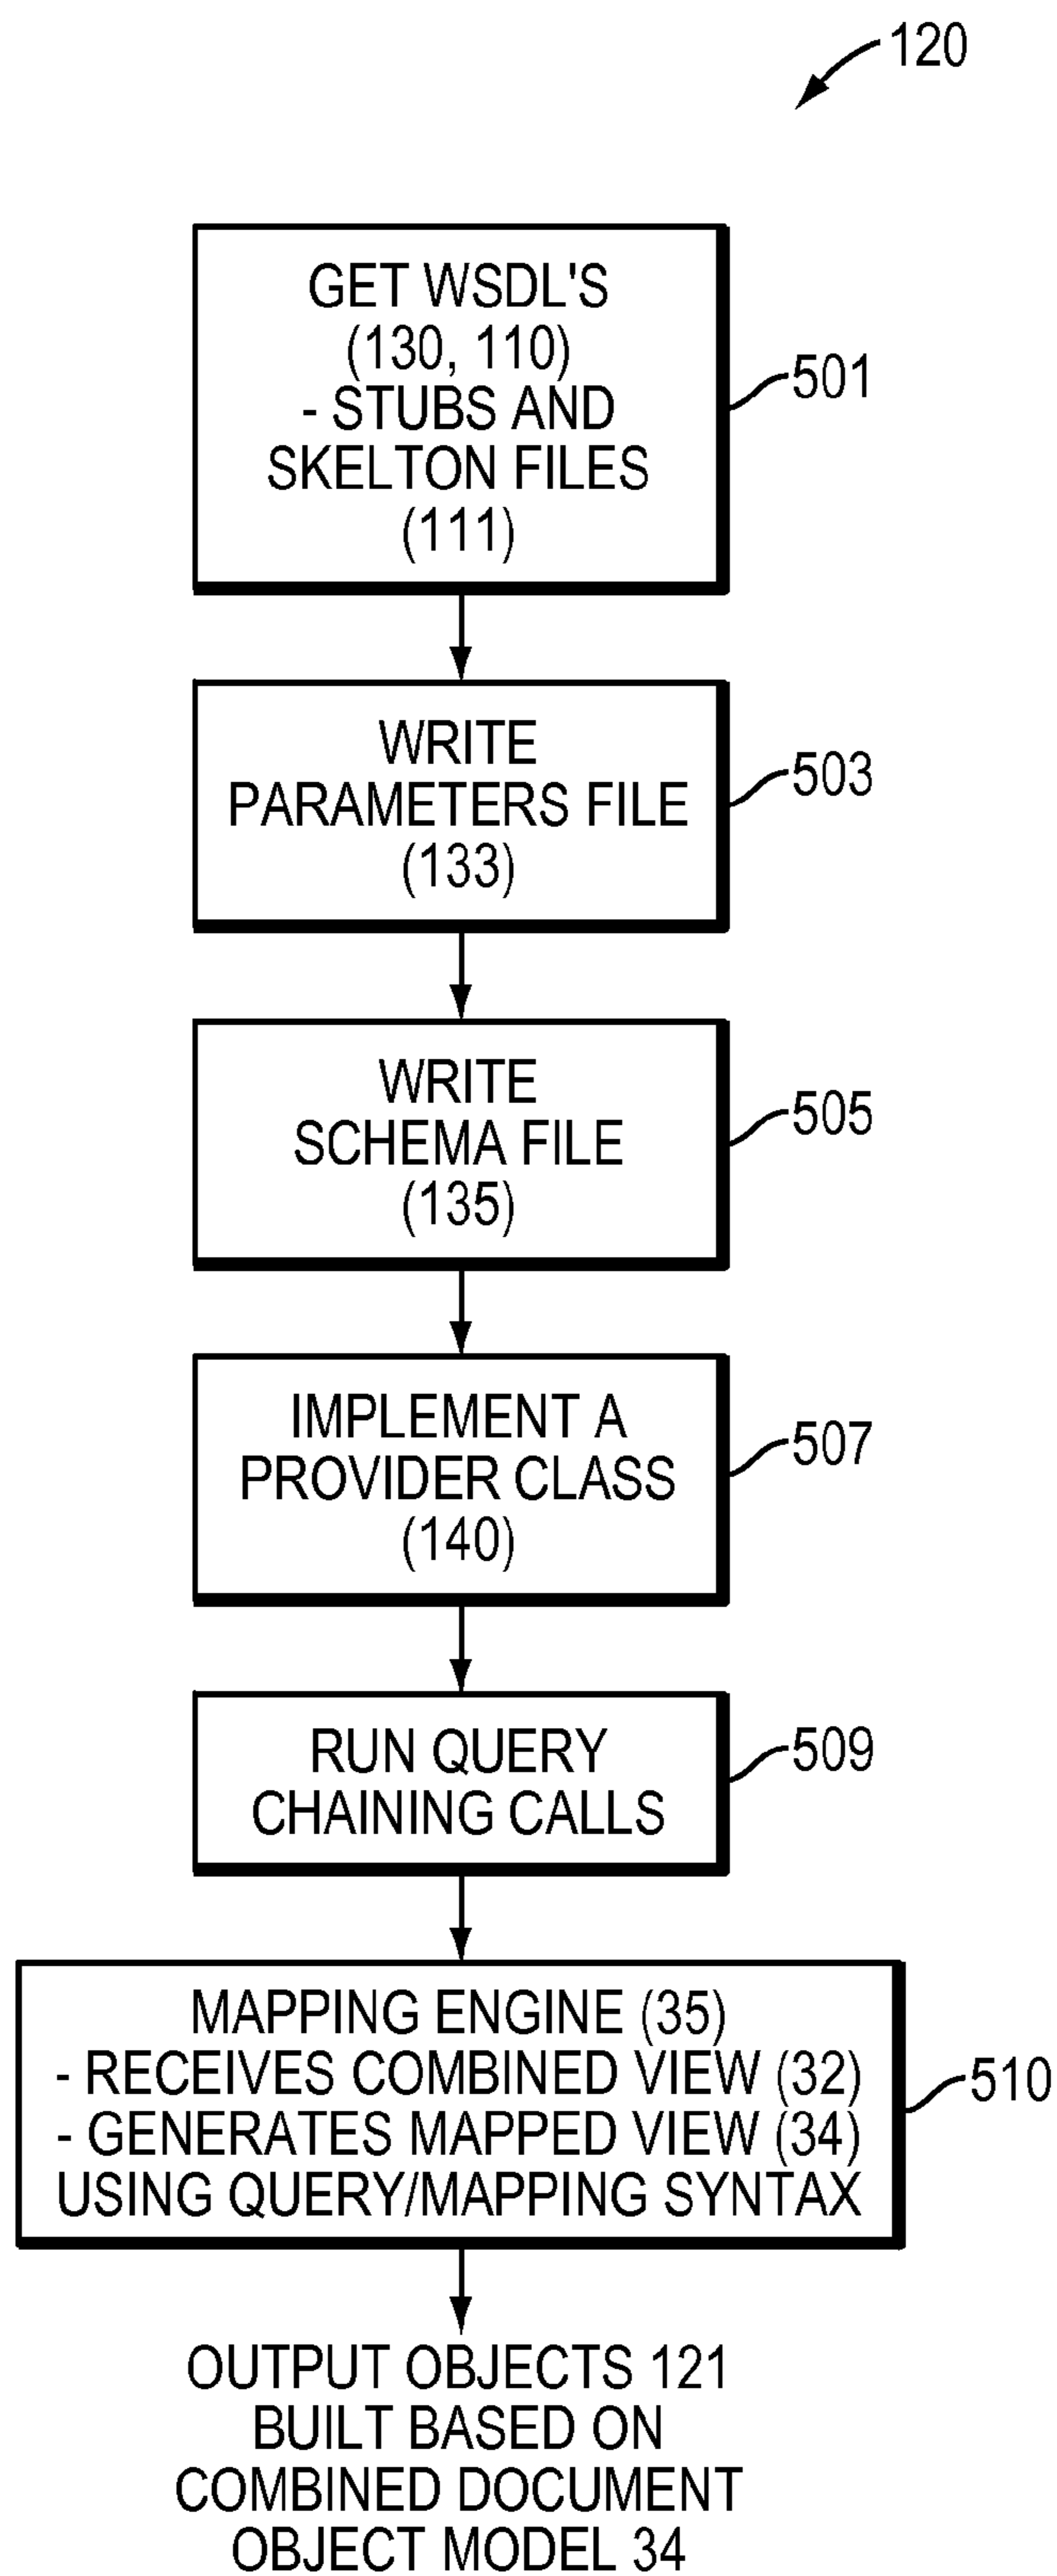 120
GET WSDL'S
(130, 110)
- STUBS AND
SKELTON FILES
(111)
501
WRITE
PARAMETERS FILE
(133)
503
WRITE
SCHEMA FILE
(135)
505
IMPLEMENT A
PROVIDER CLASS
(140)
507
RUN QUERY
CHAINING CALLS
509
MAPPING ENGINE (35)
- RECEIVES COMBINED VIEW (32)
- GENERATES MAPPED VIEW (34)
USING QUERY/MAPPING SYNTAX
510
OUTPUT OBJECTS 121
BUILT BASED ON
COMBINED DOCUMENT
OBJECT MODEL 34